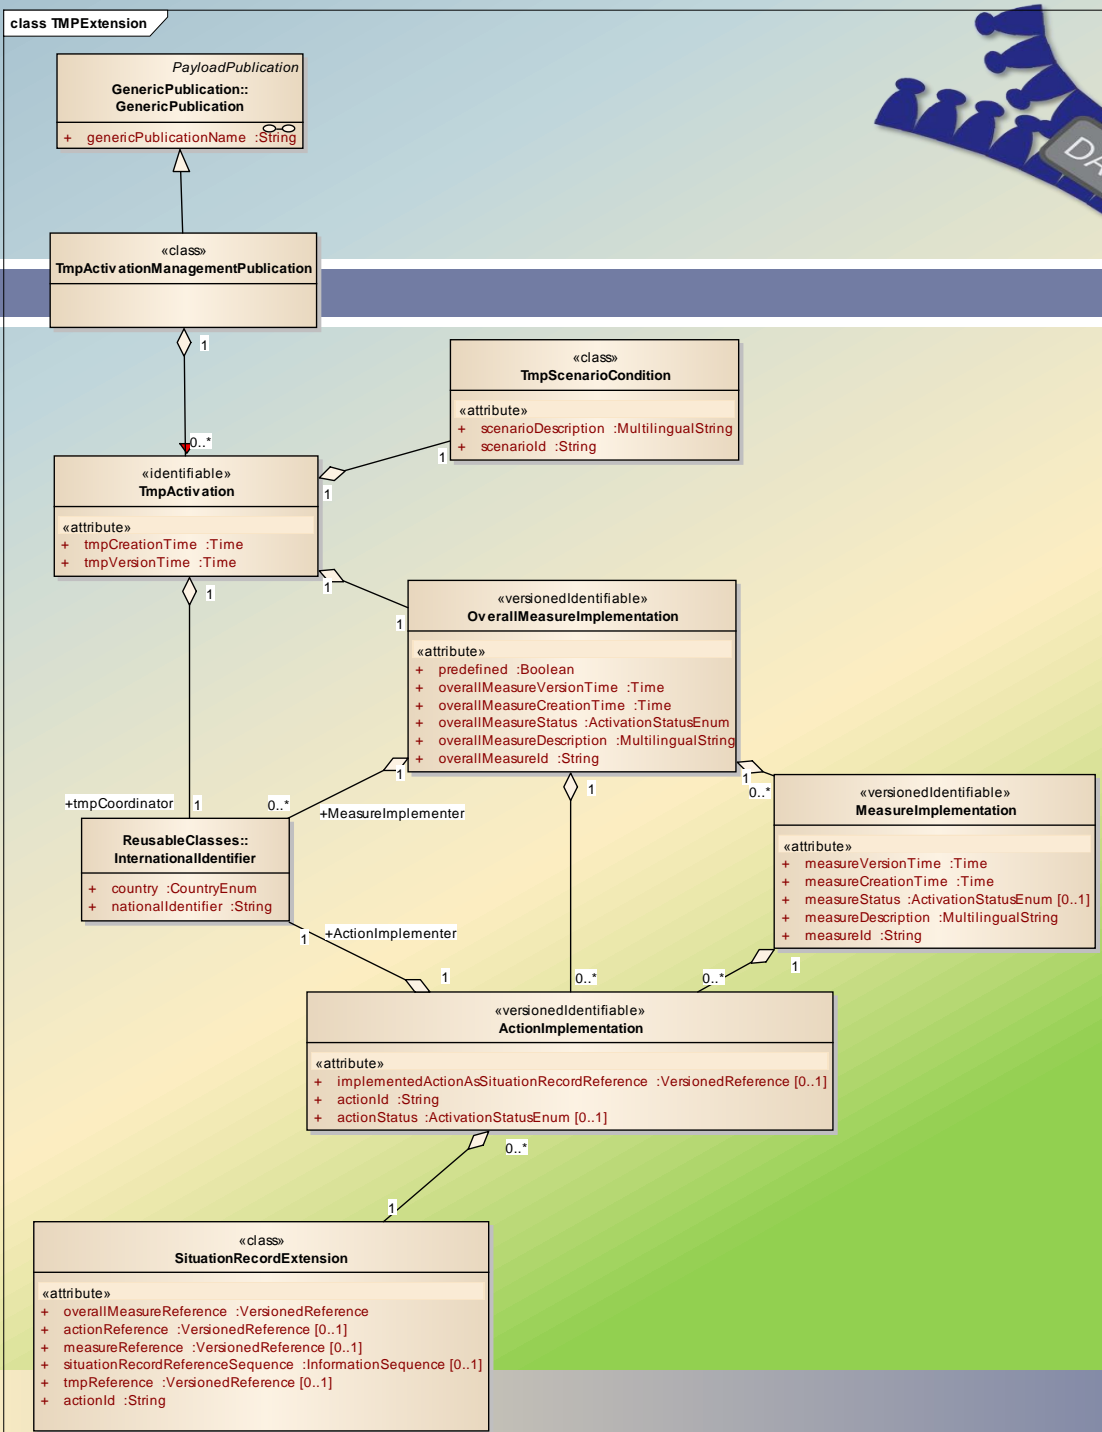 class TMPExtension
PayloadPublication
GenericPublication::
GenericPublication
+ genericPublicationName :String
DA
«class»
TmpActivationManagementPublication
1
0..*
«class»
TmpScenarioCondition
«attribute»
+ scenarioDescription :MultilingualString
+ scenarioId :String
1
1
«identifiable»
TmpActivation
«attribute»
+ tmpCreationTime :Time
+ tmpVersionTime :Time
1
1
1
«versionedIdentifiable»
OverallMeasureImplementation
«attribute»
+ predefined :Boolean
+ overallMeasureVersionTime :Time
+ overallMeasureCreationTime :Time
+ overallMeasureStatus :ActivationStatusEnum
+ overallMeasureDescription :MultilingualString
+ overallMeasureId :String
1
1
1
0..*
+tmpCoordinator
1
0..*
+MeasureImplementer
«versionedIdentifiable»
MeasureImplementation
«attribute»
+ measureVersionTime :Time
+ measureCreationTime :Time
+ measureStatus :ActivationStatusEnum [0..1]
+ measureDescription :MultilingualString
+ measureId :String
ReusableClasses::
InternationalIdentifier
+ country :CountryEnum
+ nationalIdentifier :String
1
+ActionImplementer
1
0..*
0..*
1
«versionedIdentifiable»
ActionImplementation
«attribute»
+ implementedActionAsSituationRecordReference :VersionedReference [0..1]
+ actionId :String
+ actionStatus :ActivationStatusEnum [0..1]
0..*
1
«class»
SituationRecordExtension
«attribute»
+ overallMeasureReference :VersionedReference
+ actionReference :VersionedReference [0..1]
+ measureReference :VersionedReference [0..1]
+ situationRecordReferenceSequence :InformationSequence [0..1]
+ tmpReference :VersionedReference [0..1]
+ actionId :String